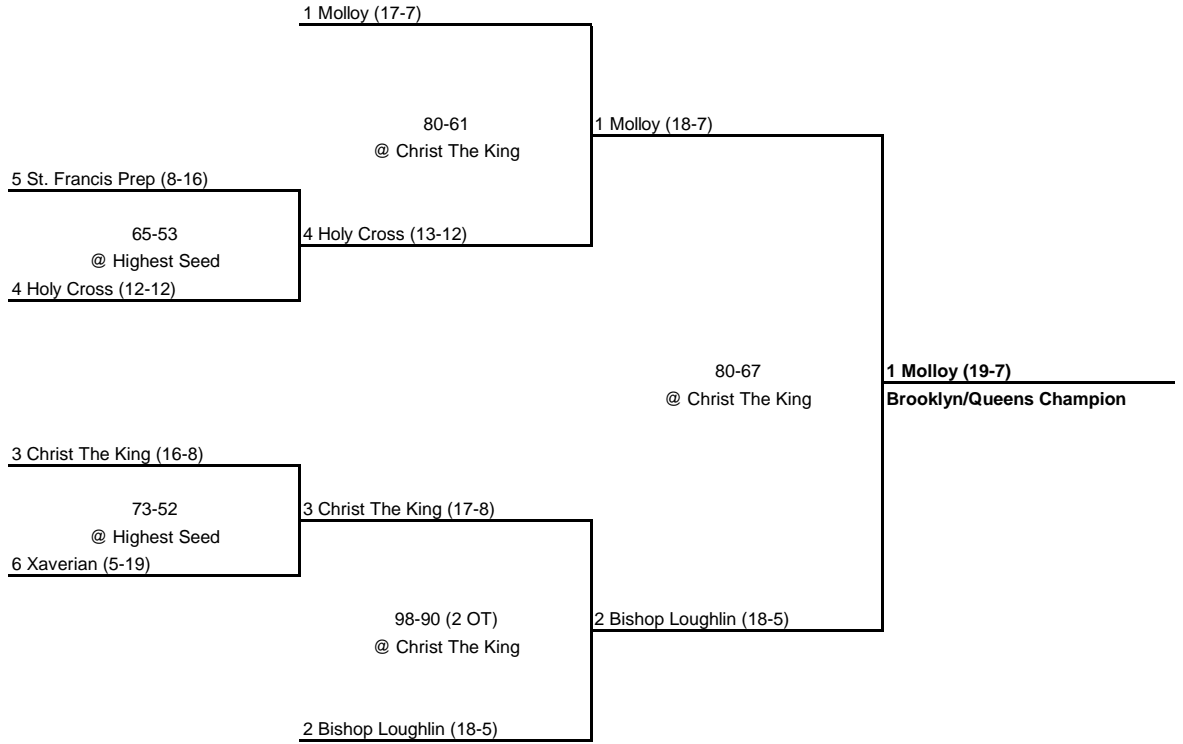 1 Molloy (17-7)
80-61
@ Christ The King
1 Molloy (18-7)
5 St. Francis Prep (8-16)
65-53
@ Highest Seed
4 Holy Cross (13-12)
4 Holy Cross (12-12)
80-67
@ Christ The King
1 Molloy (19-7)
Brooklyn/Queens Champion
3 Christ The King (16-8)
73-52
@ Highest Seed
3 Christ The King (17-8)
6 Xaverian (5-19)
98-90 (2 OT)
@ Christ The King
2 Bishop Loughlin (18-5)
2 Bishop Loughlin (18-5)